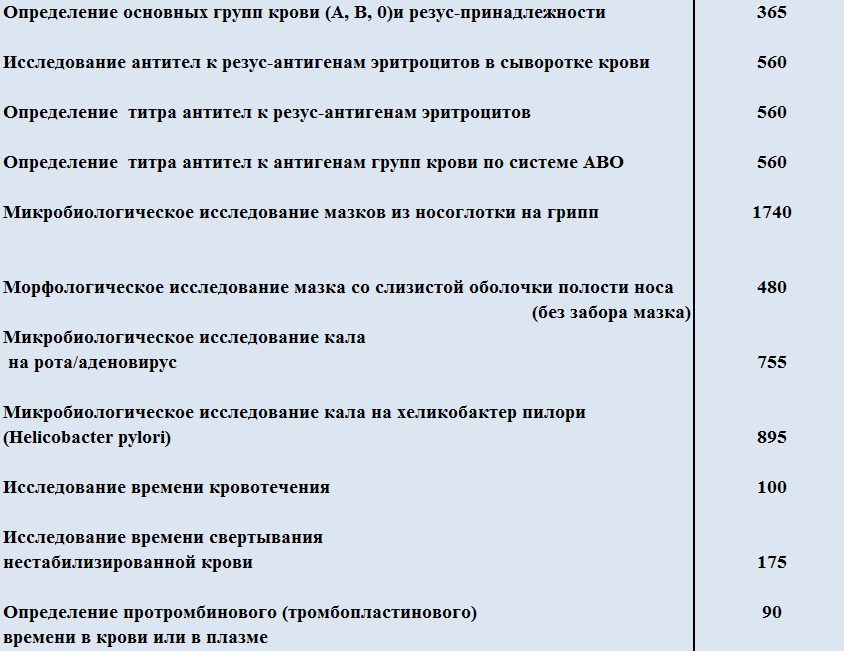 Определение основных групп крови (А, В, 0)и резус-принадлежности 365
Исследование антител к резус-антигенам эритроцитов в сыворотке крови 560
Определение  титра антител к резус-антигенам эритроцитов 560
Определение  титра антител к антигенам групп крови по системе АВО 560
Микробиологическое исследование мазков из носоглотки на грипп 1740
Морфологическое исследование мазка со слизистой оболочки полости носа 480
(без забора мазка)
Микробиологическое исследование кала
на рота/аденовирус 755
Микробиологическое исследование кала на хеликобактер пилори
(Helicobacter pylori) 895
Исследование времени кровотечения 100
Исследование времени свертывания
нестабилизированной крови 175
Определение протромбинового (тромбопластинового) 90
времени в крови или в плазме